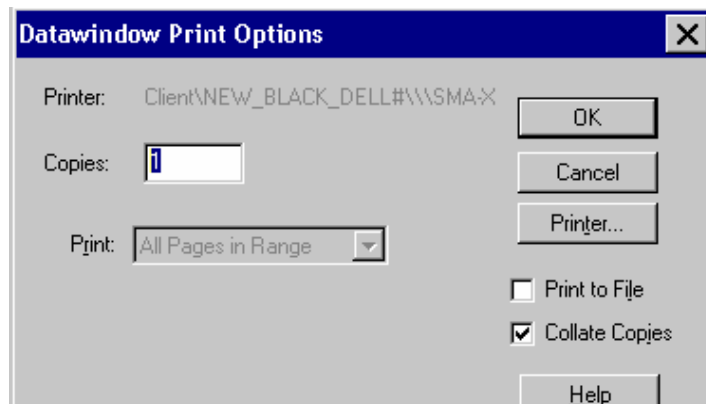 Datawindow Print Options
Printer: Client\NEW_BLACK_DELL#\\\SMA-X
OK
Copies: 1
Cancel
Printer...
Print: All Pages in Range
Print to File
Collate Copies
Help